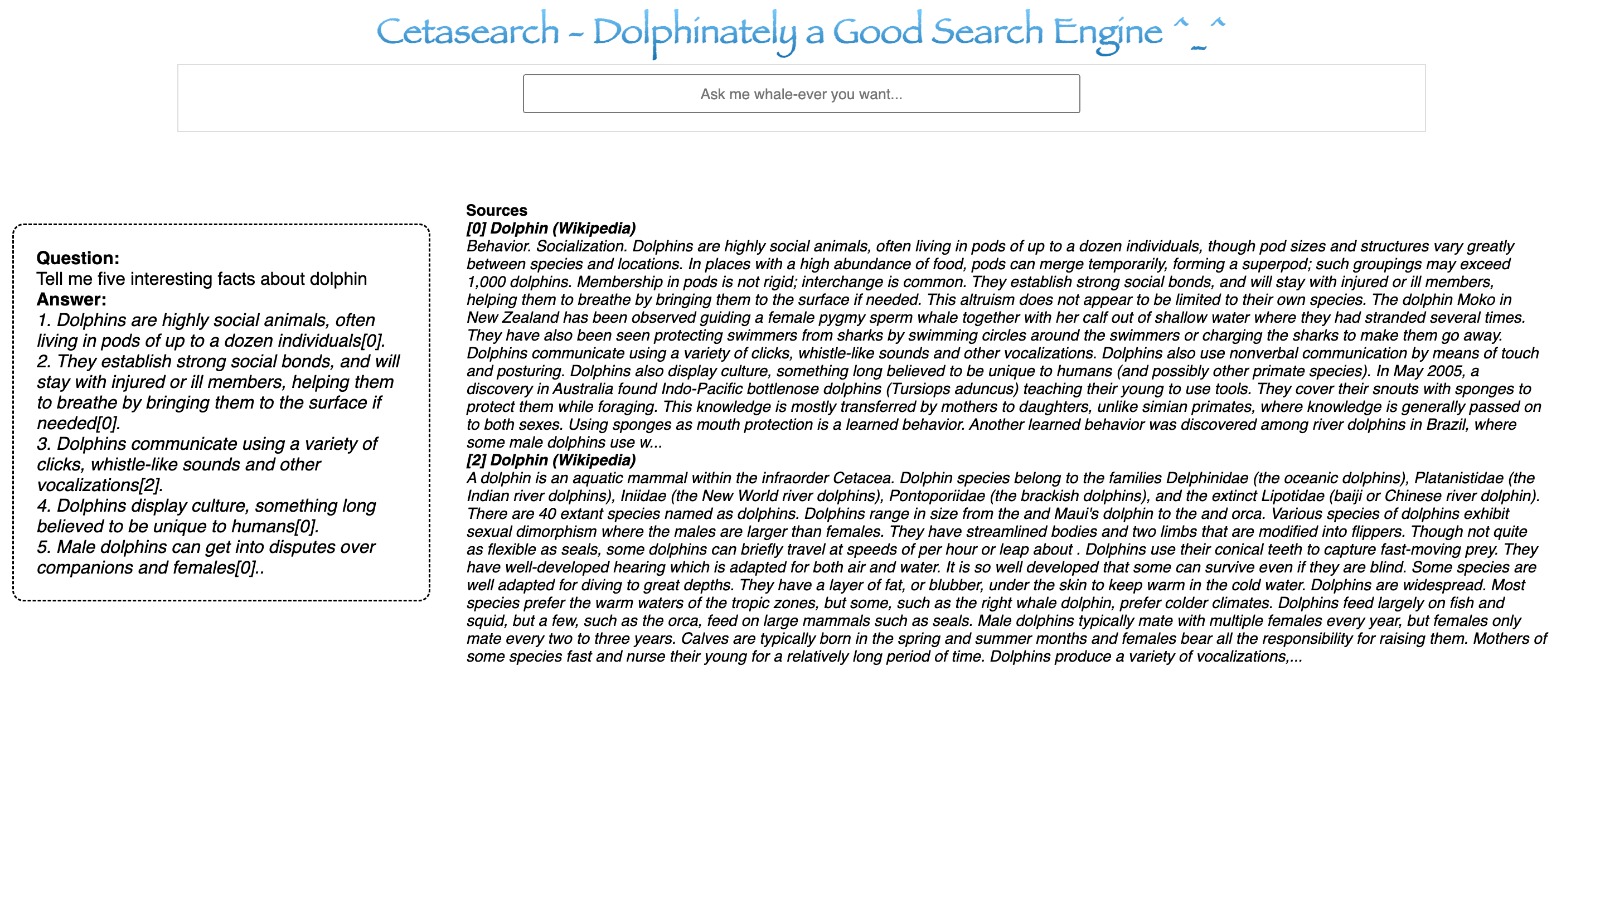 Cetasearch - Dolphinately a Good Search Engine ^_^
Ask me whale-ever you want...
Question:
Tell me five interesting facts about dolphin
Answer:
1. Dolphins are highly social animals, often
living in pods of up to a dozen individuals[0].
2. They establish strong social bonds, and will
stay with injured or ill members, helping them
to breathe by bringing them to the surface if
needed[0].
3. Dolphins communicate using a variety of
clicks, whistle-like sounds and other
vocalizations[2].
4. Dolphins display culture, something long
believed to be unique to humans[0].
5. Male dolphins can get into disputes over
companions and females[0]..
Sources
[0] Dolphin (Wikipedia)
Behavior. Socialization. Dolphins are highly social animals, often living in pods of up to a dozen individuals, though pod sizes and structures vary greatly
between species and locations. In places with a high abundance of food, pods can merge temporarily, forming a superpod; such groupings may exceed
1,000 dolphins. Membership in pods is not rigid; interchange is common. They establish strong social bonds, and will stay with injured or ill members,
helping them to breathe by bringing them to the surface if needed. This altruism does not appear to be limited to their own species. The dolphin Moko in
New Zealand has been observed guiding a female pygmy sperm whale together with her calf out of shallow water where they had stranded several times.
They have also been seen protecting swimmers from sharks by swimming circles around the swimmers or charging the sharks to make them go away.
Dolphins communicate using a variety of clicks, whistle-like sounds and other vocalizations. Dolphins also use nonverbal communication by means of touch
and posturing. Dolphins also display culture, something long believed to be unique to humans (and possibly other primate species). In May 2005, a
discovery in Australia found Indo-Pacific bottlenose dolphins (Tursiops aduncus) teaching their young to use tools. They cover their snouts with sponges to
protect them while foraging. This knowledge is mostly transferred by mothers to daughters, unlike simian primates, where knowledge is generally passed on
to both sexes. Using sponges as mouth protection is a learned behavior. Another learned behavior was discovered among river dolphins in Brazil, where
some male dolphins use w...
[2] Dolphin (Wikipedia)
A dolphin is an aquatic mammal within the infraorder Cetacea. Dolphin species belong to the families Delphinidae (the oceanic dolphins), Platanistidae (the
Indian river dolphins), Iniidae (the New World river dolphins), Pontoporiidae (the brackish dolphins), and the extinct Lipotidae (baiji or Chinese river dolphin).
There are 40 extant species named as dolphins. Dolphins range in size from the and Maui's dolphin to the and orca. Various species of dolphins exhibit
sexual dimorphism where the males are larger than females. They have streamlined bodies and two limbs that are modified into flippers. Though not quite
as flexible as seals, some dolphins can briefly travel at speeds of per hour or leap about . Dolphins use their conical teeth to capture fast-moving prey. They
have well-developed hearing which is adapted for both air and water. It is so well developed that some can survive even if they are blind. Some species are
well adapted for diving to great depths. They have a layer of fat, or blubber, under the skin to keep warm in the cold water. Dolphins are widespread. Most
species prefer the warm waters of the tropic zones, but some, such as the right whale dolphin, prefer colder climates. Dolphins feed largely on fish and
squid, but a few, such as the orca, feed on large mammals such as seals. Male dolphins typically mate with multiple females every year, but females only
mate every two to three years. Calves are typically born in the spring and summer months and females bear all the responsibility for raising them. Mothers of
some species fast and nurse their young for a relatively long period of time. Dolphins produce a variety of vocalizations,...